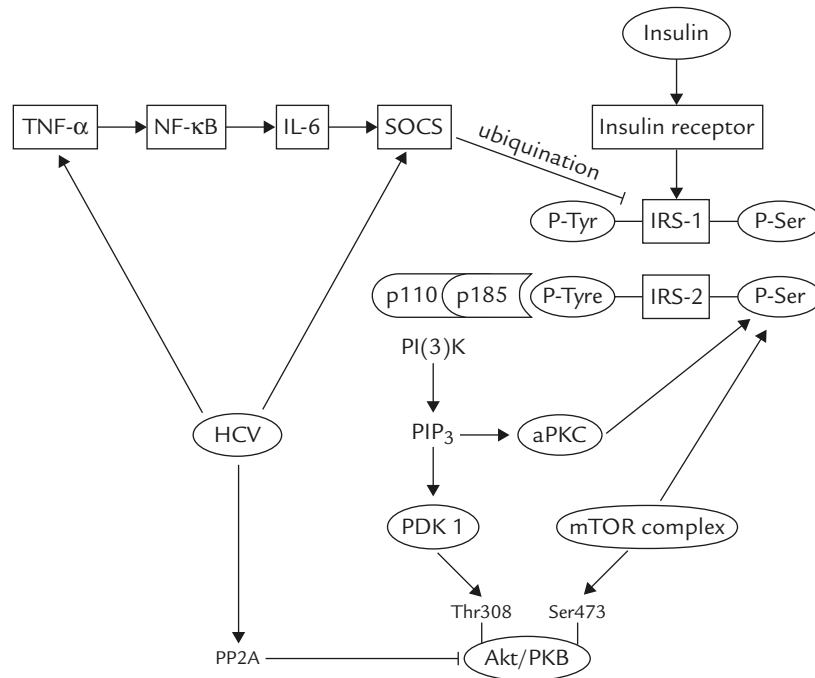 Insulin
TNF-α
NF-κB
IL-6
SOCS
ubiquination
Insulin receptor
P-Tyr
IRS-1
P-Ser
p110
p185
P-Tyre
IRS-2
P-Ser
PI(3)K
HCV
PIP₃
aPKC
PDK 1
mTOR complex
Thr308
Ser473
PP2A
Akt/PKB